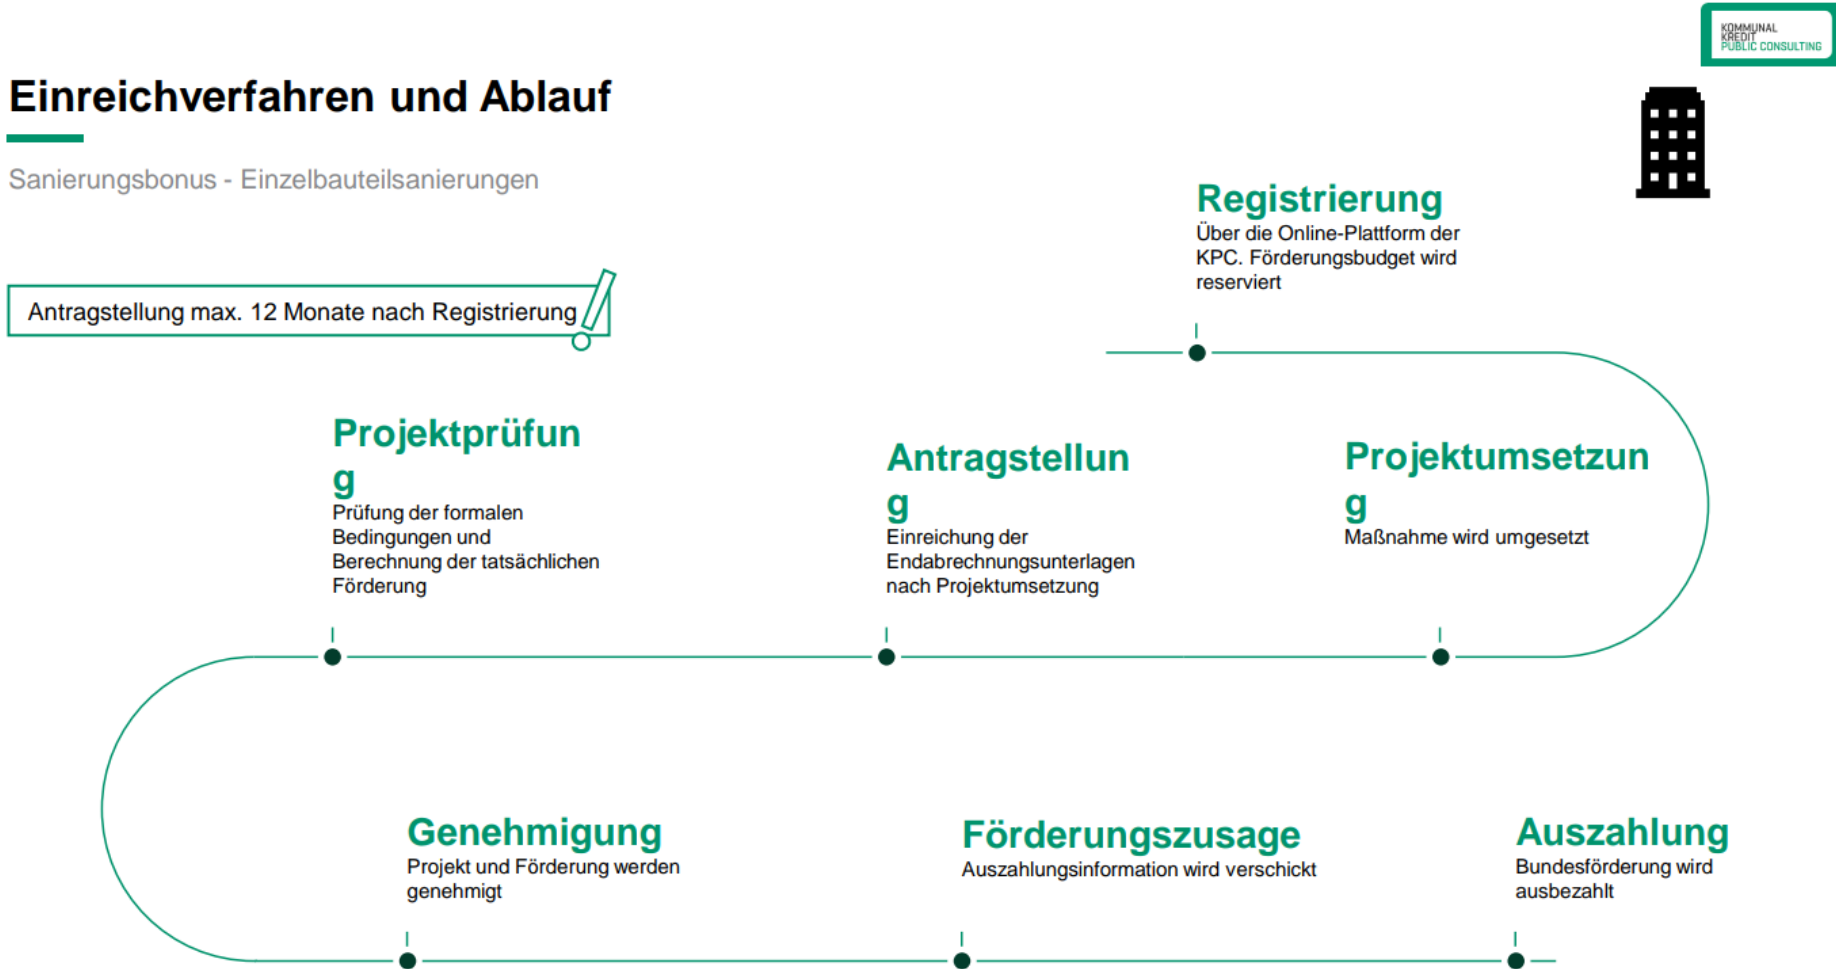 KOMMUNAL
KREDIT
PUBLIC CONSULTING
Einreichverfahren und Ablauf
Sanierungsbonus - Einzelbauteilsanierungen
Antragstellung max. 12 Monate nach Registrierung
Registrierung
Über die Online-Plattform der
KPC. Förderungsbudget wird
reserviert
Projektumsetzun
g
Maßnahme wird umgesetzt
Antragstellun
g
Einreichung der
Endabrechnungsunterlagen
nach Projektumsetzung
Projektprüfun
g
Prüfung der formalen
Bedingungen und
Berechnung der tatsächlichen
Förderung
Genehmigung
Projekt und Förderung werden
genehmigt
Förderungszusage
Auszahlungsinformation wird verschickt
Auszahlung
Bundesförderung wird
ausbezahlt